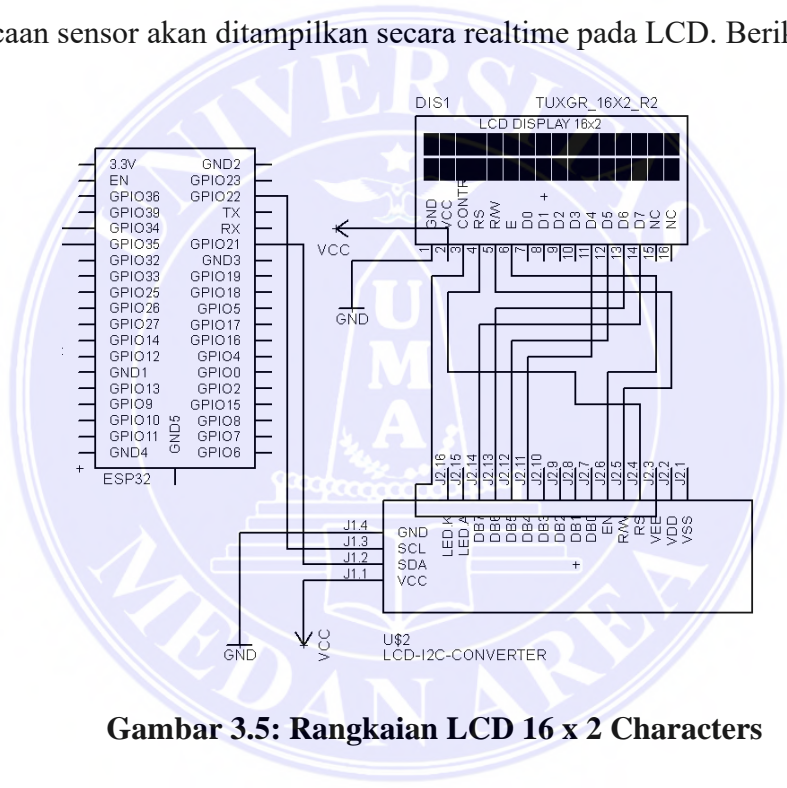 caan sensor akan ditampilkan secara realtime pada LCD. Berik
UNIVERSITAS
DIS1 TUXGR_16X2_R2
LCD DISPLAY 16x2
GND VCC CONTR RS R/W E D0 D1 D2 D3 D4 D5 D6 D7 NC NC
1 2 3 4 5 6 7 8 9 10 11 12 13 14 15 16
VCC
GND
3.3V GND2
EN GPIO23
GPIO36 GPIO22
GPIO39 TX
GPIO34 RX
GPIO35 GPIO21
GPIO32 GND3
GPIO33 GPIO19
GPIO25 GPIO18
GPIO26 GPIO5
GPIO27 GPIO17
GPIO14 GPIO16
GPIO12 GPIO4
GND1 GPIO0
GPIO13 GPIO2
GPIO9 GPIO15
GPIO10 GPIO8
GPIO11 GPIO7
GND4 GPIO6
GND5
ESP32
UMA
J2.16 J2.15 J2.14 J2.13 J2.12 J2.11 J2.10 J2.9 J2.8 J2.7 J2.6 J2.5 J2.4 J2.3 J2.2 J2.1
LED.K LED.A DB7 DB6 DB5 DB4 DB3 DB2 DB1 DB0 EN R/W RS VEE VDD VSS
J1.4 GND
J1.3 SCL
J1.2 SDA
J1.1 VCC
GND
VCC
U$2
LCD-I2C-CONVERTER
MEDAN AREA
Gambar 3.5: Rangkaian LCD 16 x 2 Characters